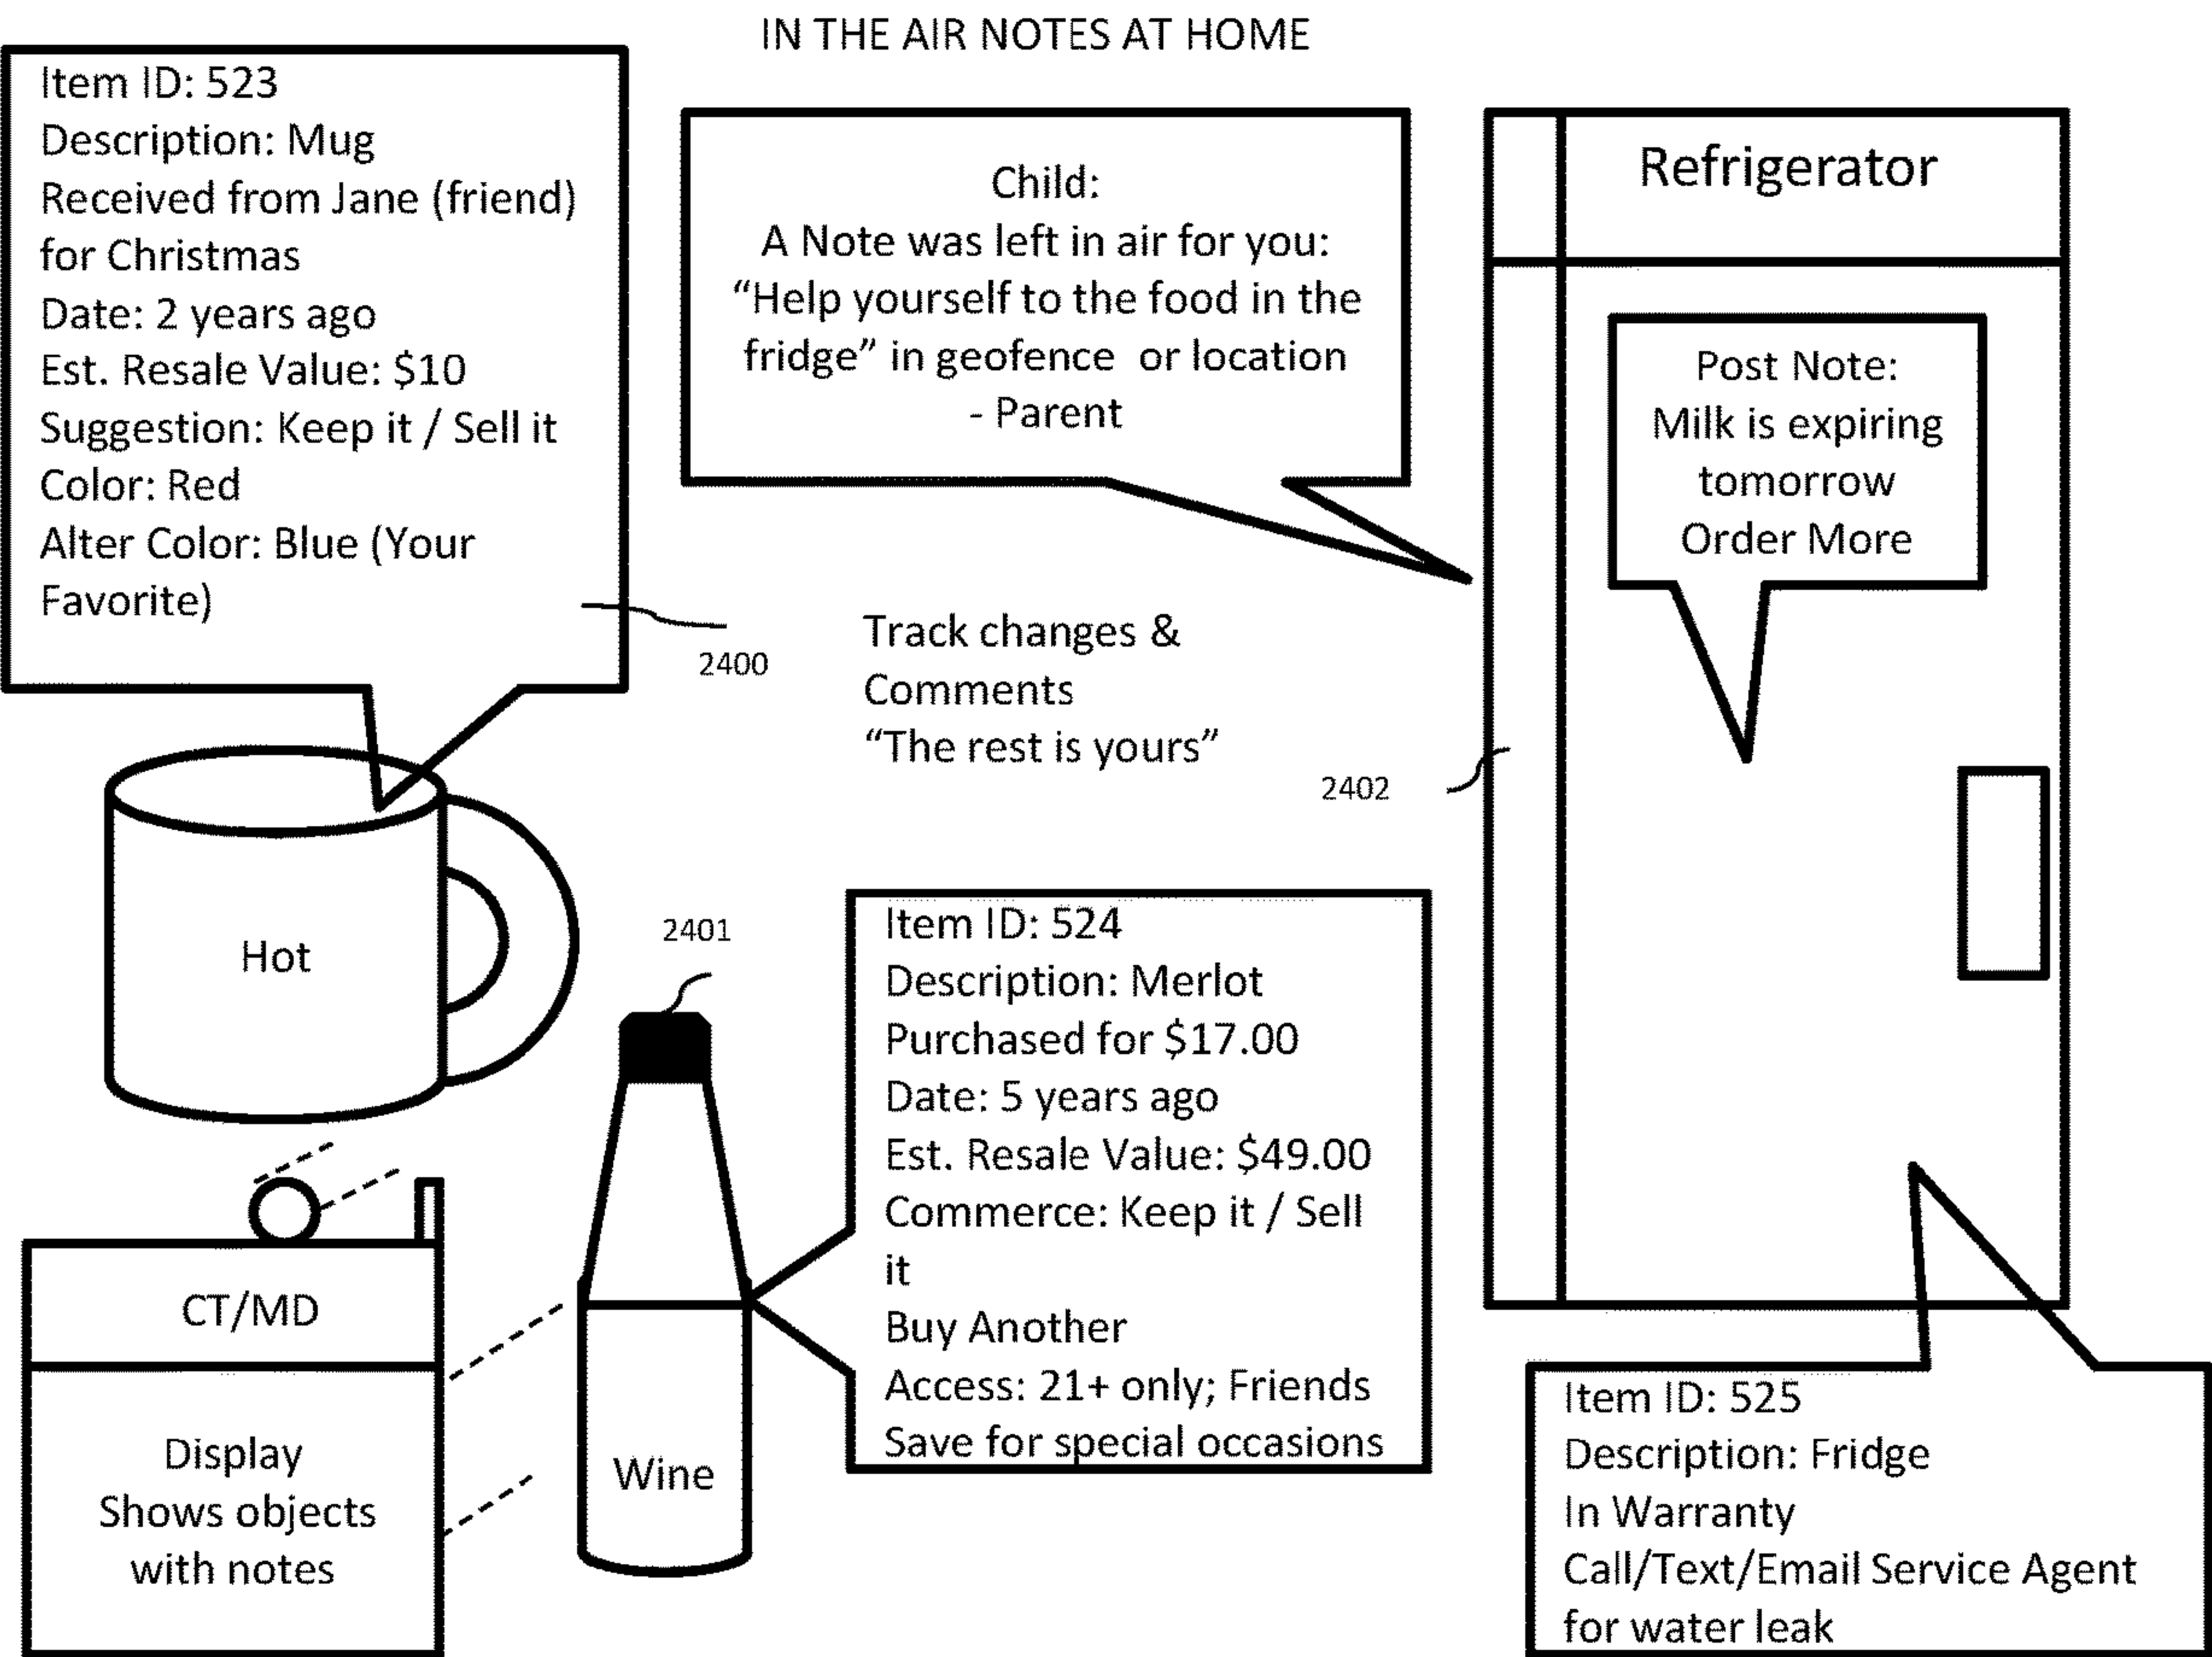 IN THE AIR NOTES AT HOME
Item ID: 523
Description: Mug
Received from Jane (friend)
for Christmas
Date: 2 years ago
Est. Resale Value: $10
Suggestion: Keep it / Sell it
Color: Red
Alter Color: Blue (Your
Favorite)
2400
Child:
A Note was left in air for you:
“Help yourself to the food in the
fridge” in geofence or location
- Parent
Refrigerator
Post Note:
Milk is expiring
tomorrow
Order More
Track changes &
Comments
“The rest is yours”
2402
Hot
2401
Item ID: 524
Description: Merlot
Purchased for $17.00
Date: 5 years ago
Est. Resale Value: $49.00
Commerce: Keep it / Sell
it
Buy Another
Access: 21+ only; Friends
Save for special occasions
CT/MD
Display
Shows objects
with notes
Wine
Item ID: 525
Description: Fridge
In Warranty
Call/Text/Email Service Agent
for water leak